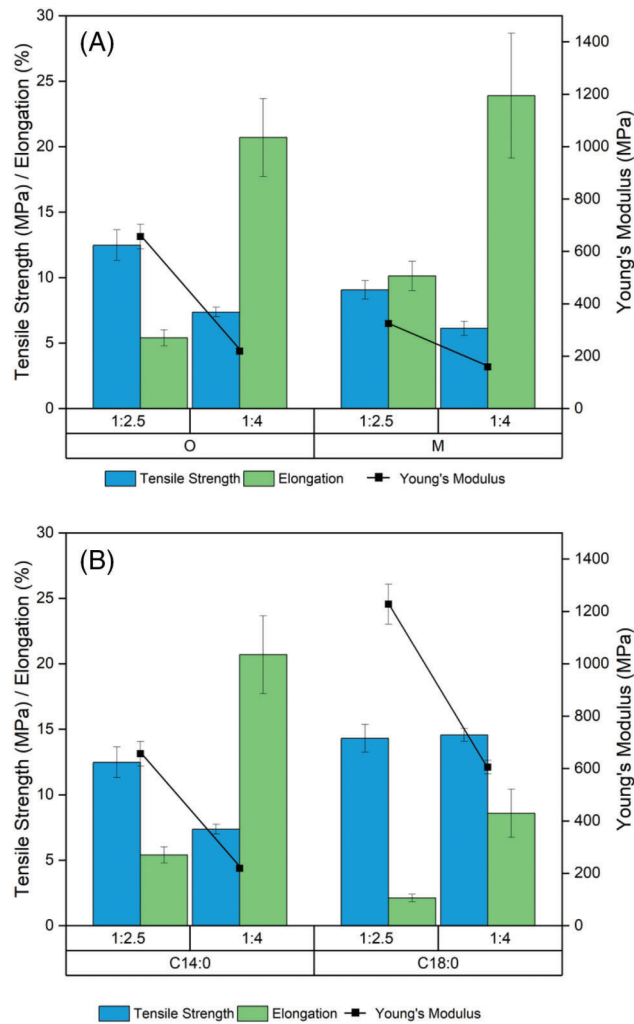 (A)
Tensile Strength (MPa) / Elongation (%)
30
25
20
15
10
5
0
1400
1200
1000
800
600
400
200
0
Young's Modulus (MPa)
1:2.5 1:4 1:2.5 1:4
O M
Tensile Strength Elongation Young's Modulus
(B)
Tensile Strength (MPa) / Elongation (%)
30
25
20
15
10
5
0
1400
1200
1000
800
600
400
200
0
Young's Modulus (MPa)
1:2.5 1:4 1:2.5 1:4
C14:0 C18:0
Tensile Strength Elongation Young's Modulus